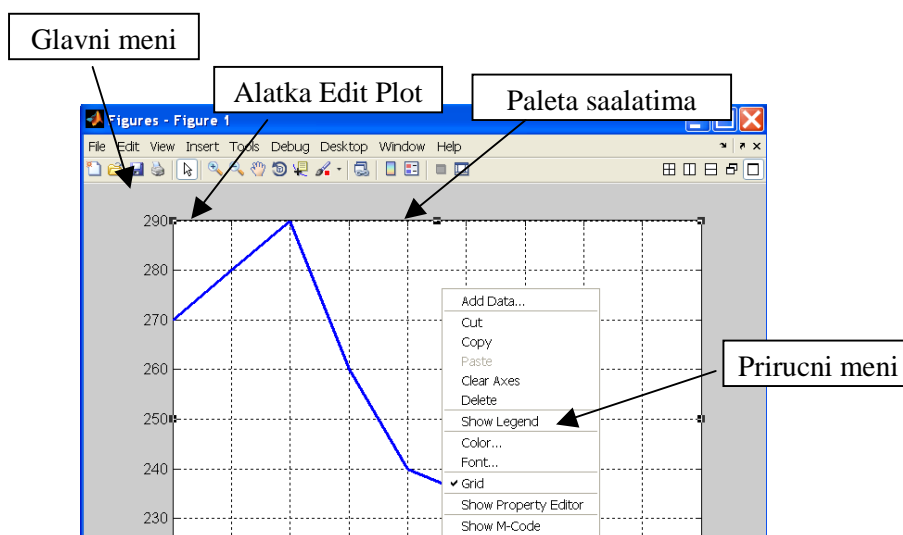 Glavni meni
Alatka Edit Plot
Paleta saalatima
Figures - Figure 1
File Edit View Insert Tools Debug Desktop Window Help
290
280
270
260
250
240
230
Add Data...
Cut
Copy
Paste
Clear Axes
Delete
Show Legend
Color...
Font...
Grid
Show Property Editor
Show M-Code
Prirucni meni